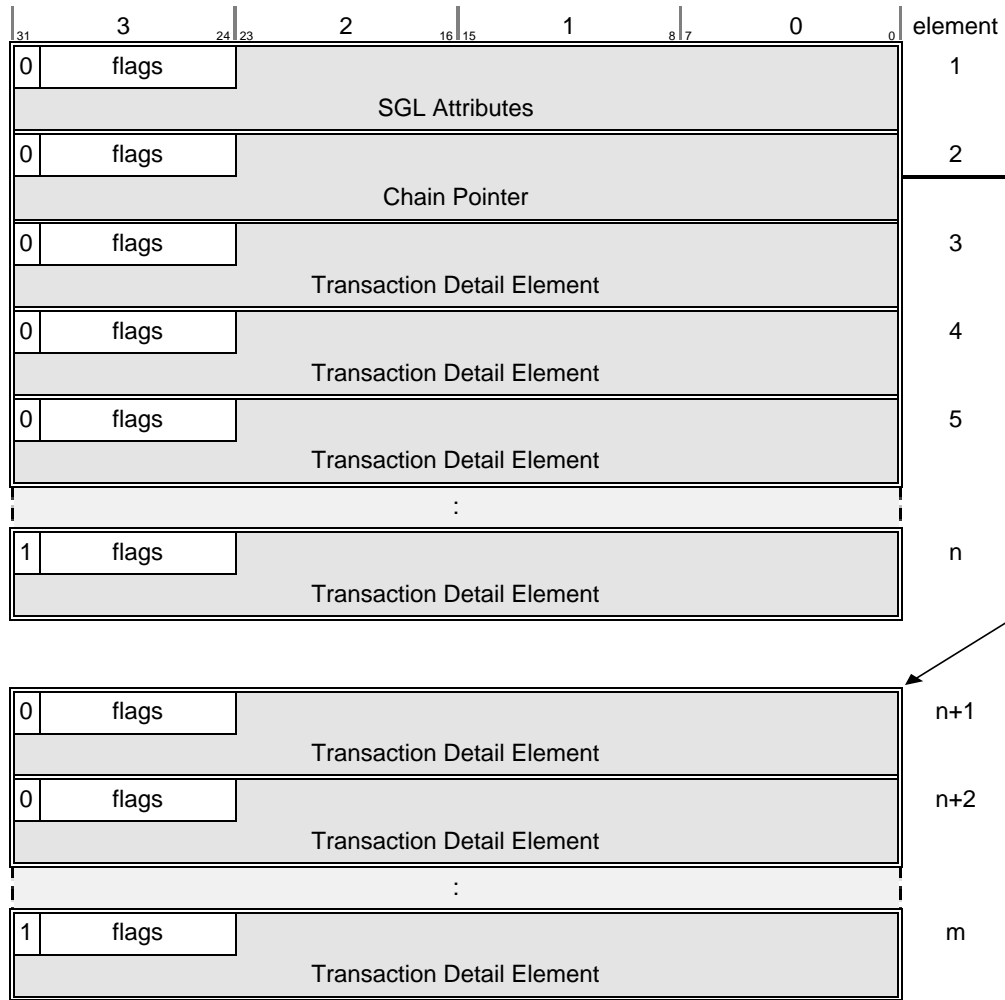 3 2 1 0 element
31 24 23 16 15 8 7 0
0 flags 1
SGL Attributes
0 flags 2
Chain Pointer
0 flags 3
Transaction Detail Element
0 flags 4
Transaction Detail Element
0 flags 5
Transaction Detail Element
:
1 flags n
Transaction Detail Element
0 flags n+1
Transaction Detail Element
0 flags n+2
Transaction Detail Element
:
1 flags m
Transaction Detail Element